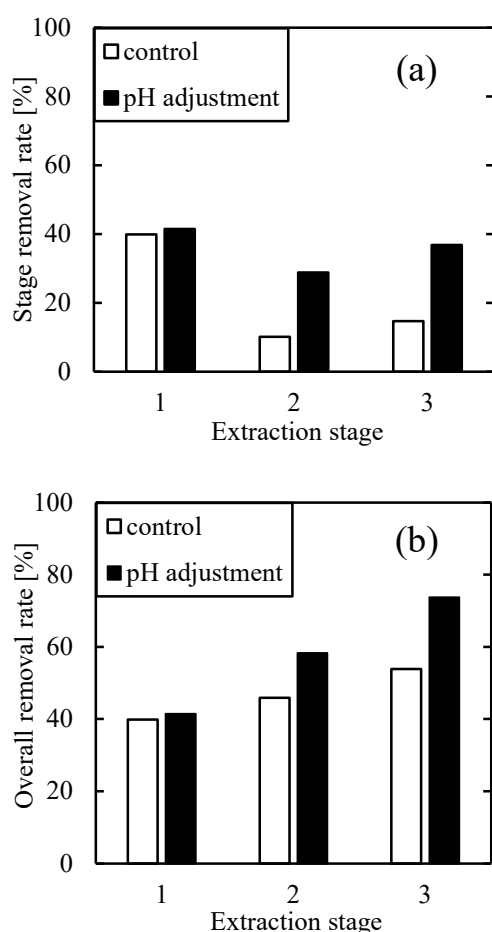 100
80
60
40
20
0
Stage removal rate [%]
control
pH adjustment
(a)
1 2 3
Extraction stage
100
80
60
40
20
0
Overall removal rate [%]
control
pH adjustment
(b)
1 2 3
Extraction stage